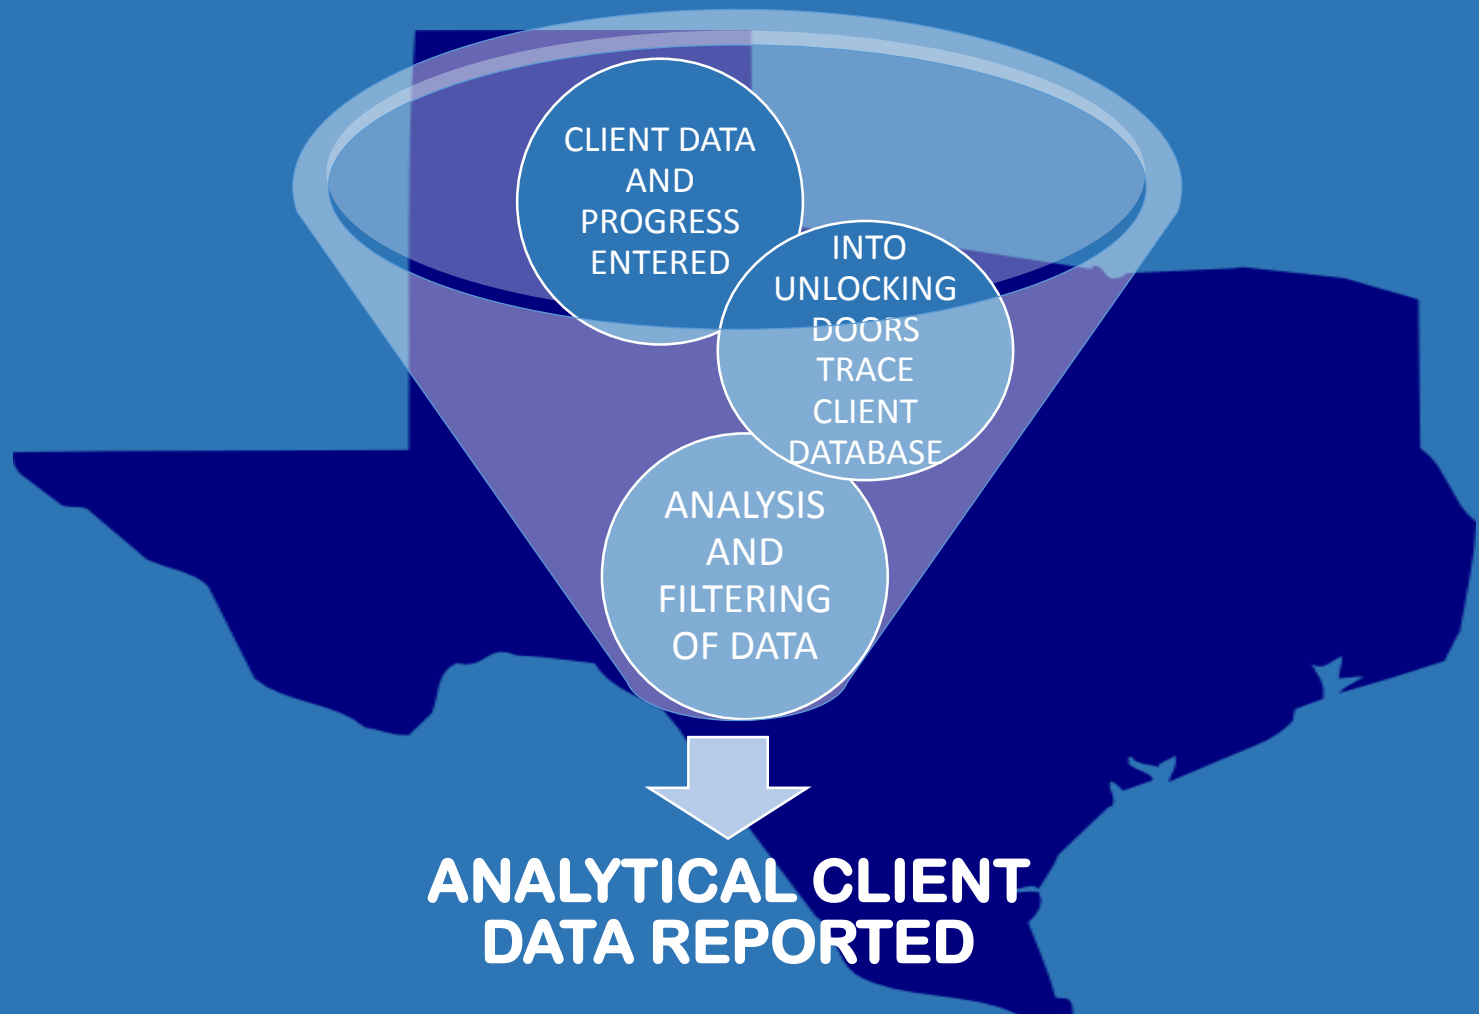 CLIENT DATA
AND
PROGRESS
ENTERED
INTO
UNLOCKING
DOORS
TRACE
CLIENT
DATABASE
ANALYSIS
AND
FILTERING
OF DATA
ANALYTICAL CLIENT
DATA REPORTED